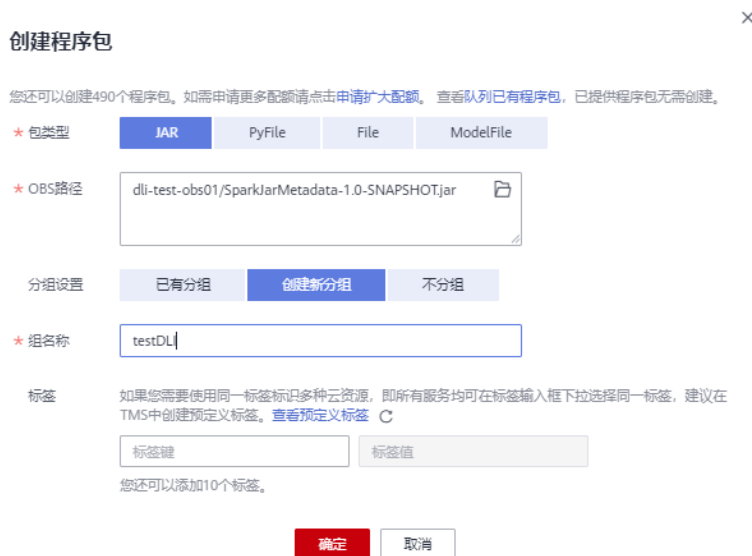 创建程序包
您还可以创建490个程序包。如需申请更多配额请点击申请扩大配额。 查看队列已有程序包，已提供程序包无需创建。
* 包类型 JAR PyFile File ModelFile
* OBS路径 dli-test-obs01/SparkJarMetadata-1.0-SNAPSHOT.jar
分组设置 已有分组 创建新分组 不分组
* 组名称 testDLI
标签 如果您需要使用同一标签标识多种云资源，即所有服务均可在标签输入框下拉选择同一标签，建议在
TMS中创建预定义标签。查看预定义标签
标签键 标签值
您还可以添加10个标签。
确定 取消